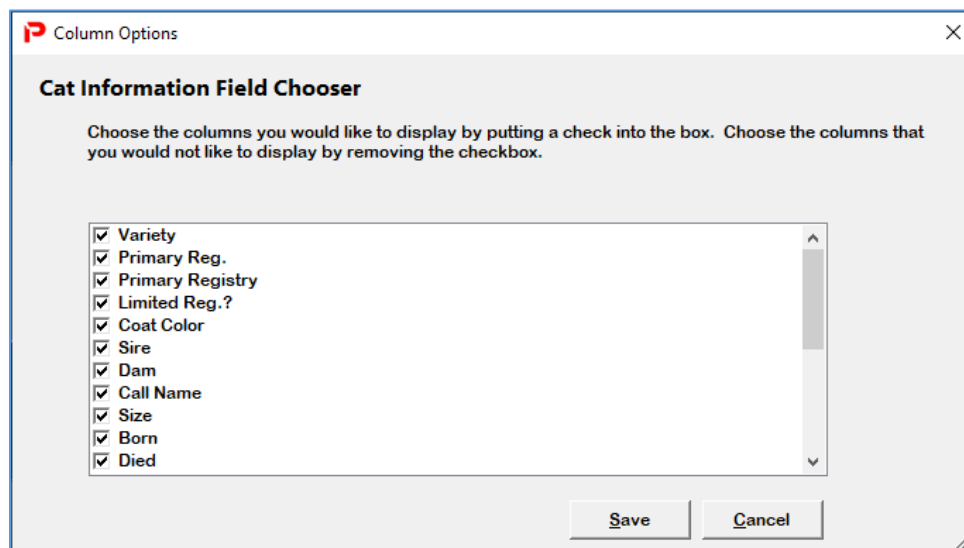 Column Options
Cat Information Field Chooser
Choose the columns you would like to display by putting a check into the box.  Choose the columns that
you would not like to display by removing the checkbox.
Variety
Primary Reg.
Primary Registry
Limited Reg.?
Coat Color
Sire
Dam
Call Name
Size
Born
Died
Save
Cancel